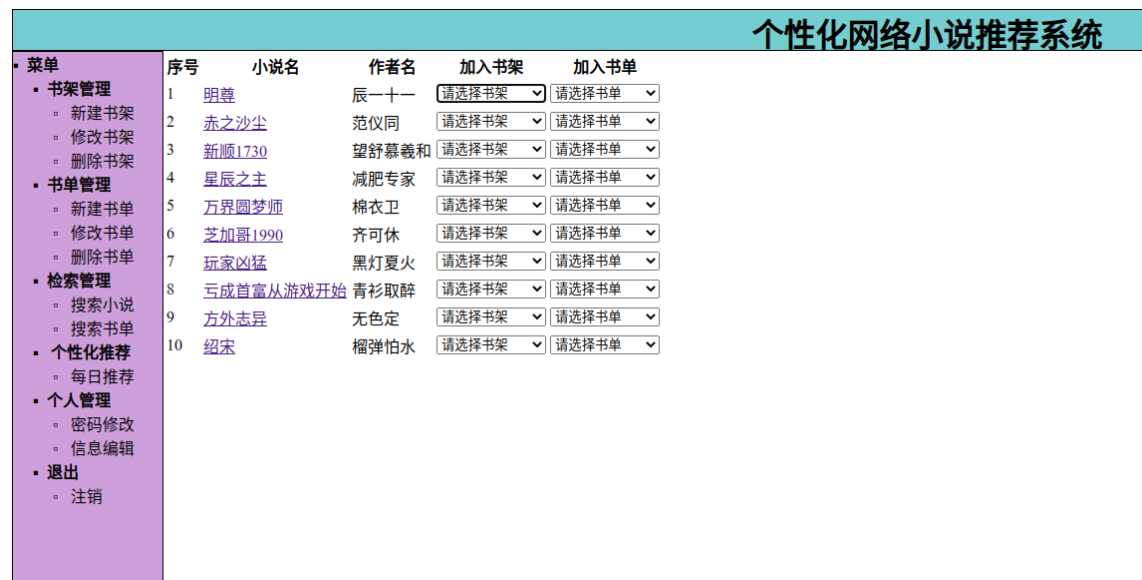 个性化网络小说推荐系统
菜单
书架管理
新建书架
修改书架
删除书架
书单管理
新建书单
修改书单
删除书单
检索管理
搜索小说
搜索书单
个性化推荐
每日推荐
个人管理
密码修改
信息编辑
退出
注销
序号 小说名 作者名 加入书架 加入书单
1 明尊 辰一十一 请选择书架 请选择书单
2 赤之沙尘 范仪同 请选择书架 请选择书单
3 新顺1730 望舒慕羲和 请选择书架 请选择书单
4 星辰之主 减肥专家 请选择书架 请选择书单
5 万界圆梦师 棉衣卫 请选择书架 请选择书单
6 芝加哥1990 齐可休 请选择书架 请选择书单
7 玩家凶猛 黑灯夏火 请选择书架 请选择书单
8 亏成首富从游戏开始 青衫取醉 请选择书架 请选择书单
9 方外志异 无色定 请选择书架 请选择书单
10 绍宋 榴弹怕水 请选择书架 请选择书单